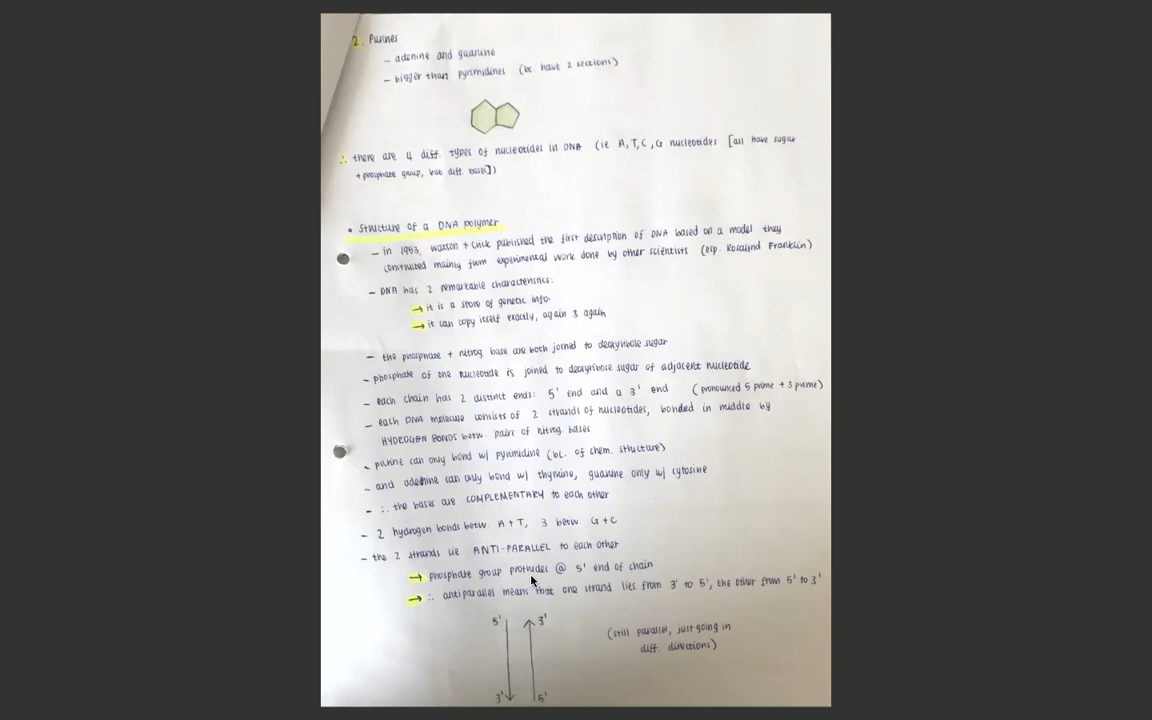 2. Purines
- adenine and guanine
- bigger than pyrimidines (bc have 2 sections)
∴ there are 4 diff. types of nucleotides in DNA (ie A,T,C,G nucleotides [all have sugar
+ phosphate group, but diff. bases])
• Structure of a DNA polymer
- in 1953, watson + Crick published the first description of DNA based on a model they
constructed mainly from experimental work done by other scientists (esp. Rosalind Franklin)
- DNA has 2 remarkable characteristics:
→ it is a store of genetic info.
→ it can copy itself exactly, again & again
- the phosphate + nitrog. base are both joined to deoxyribose sugar
- phosphate of one nucleotide is joined to deoxyribose sugar of adjacent nucleotide
- each chain has 2 distinct ends: 5' end and a 3' end (pronounced 5 prime + 3 prime)
- each DNA molecule consists of 2 strands of nucleotides, bonded in middle by
HYDROGEN BONDS betw. pairs of nitrog. bases
- purine can only bond w/ pyrimidine (bc. of chem. structure)
- and adenine can only bond w/ thymine, guanine only w/ cytosine
- ∴ the bases are COMPLEMENTARY to each other
- 2 hydrogen bonds betw. A+T, 3 betw. G+C
- the 2 strands lie ANTI-PARALLEL to each other
→ phosphate group protrudes @ 5' end of chain
→ ∴ antiparallel means that one strand lies from 3' to 5', the other from 5' to 3'
5' 3'
(still parallel, just going in
diff. directions)
3' 5'